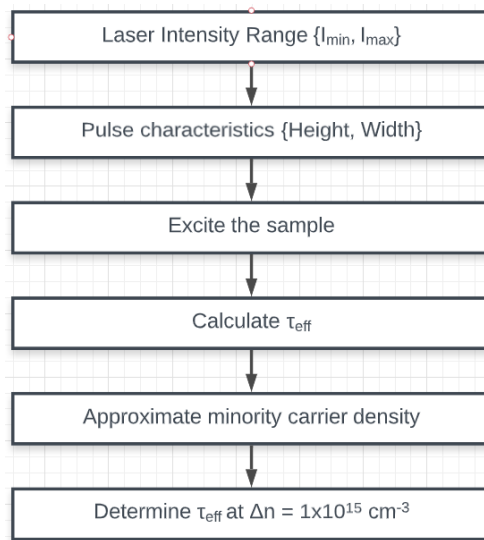 Laser Intensity Range {Imin, Imax}
Pulse characteristics {Height, Width}
Excite the sample
Calculate τeff
Approximate minority carrier density
Determine τeff at Δn = 1x10¹⁵ cm⁻³